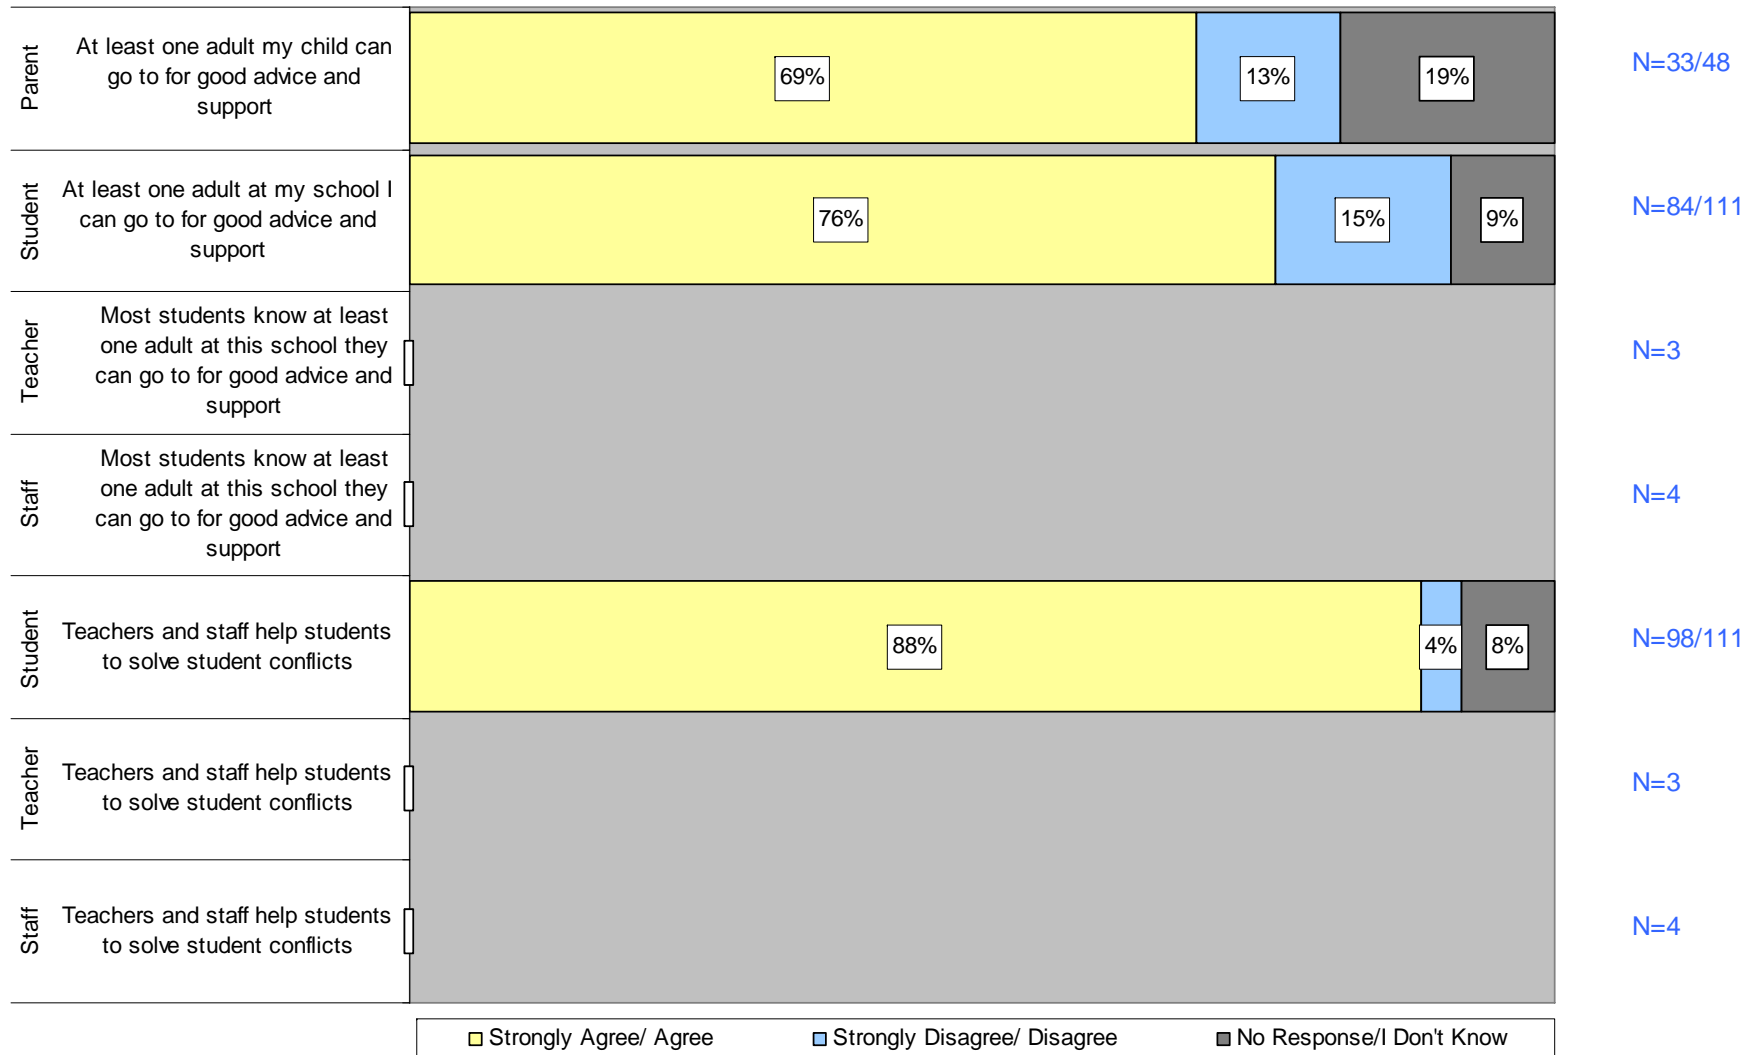 Parent
At least one adult my child can
go to for good advice and
support
69%
13%
19%
N=33/48
Student
At least one adult at my school I
can go to for good advice and
support
76%
15%
9%
N=84/111
Teacher
Most students know at least
one adult at this school they
can go to for good advice and
support
N=3
Staff
Most students know at least
one adult at this school they
can go to for good advice and
support
N=4
Student
Teachers and staff help students
to solve student conflicts
88%
4%
8%
N=98/111
Teacher
Teachers and staff help students
to solve student conflicts
N=3
Staff
Teachers and staff help students
to solve student conflicts
N=4
Strongly Agree/ Agree
Strongly Disagree/ Disagree
No Response/I Don't Know